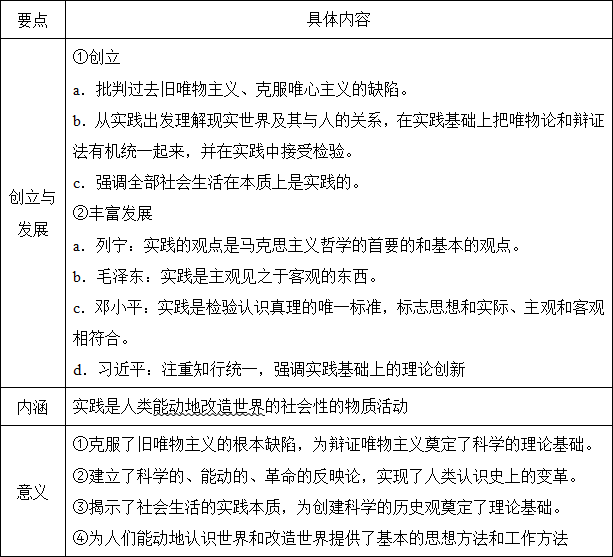 要点
具体内容
创立与
发展
①创立
a．批判过去旧唯物主义、克服唯心主义的缺陷。
b．从实践出发理解现实世界及其与人的关系，在实践基础上把唯物论和辩证
法有机统一起来，并在实践中接受检验。
c．强调全部社会生活在本质上是实践的。
②丰富发展
a．列宁：实践的观点是马克思主义哲学的首要的和基本的观点。
b．毛泽东：实践是主观见之于客观的东西。
c．邓小平：实践是检验认识真理的唯一标准，标志思想和实际、主观和客观
相符合。
d．习近平：注重知行统一，强调实践基础上的理论创新
内涵
实践是人类能动地改造世界的社会性的物质活动
意义
①克服了旧唯物主义的根本缺陷，为辩证唯物主义奠定了科学的理论基础。
②建立了科学的、能动的、革命的反映论，实现了人类认识史上的变革。
③揭示了社会生活的实践本质，为创建科学的历史观奠定了理论基础。
④为人们能动地认识世界和改造世界提供了基本的思想方法和工作方法